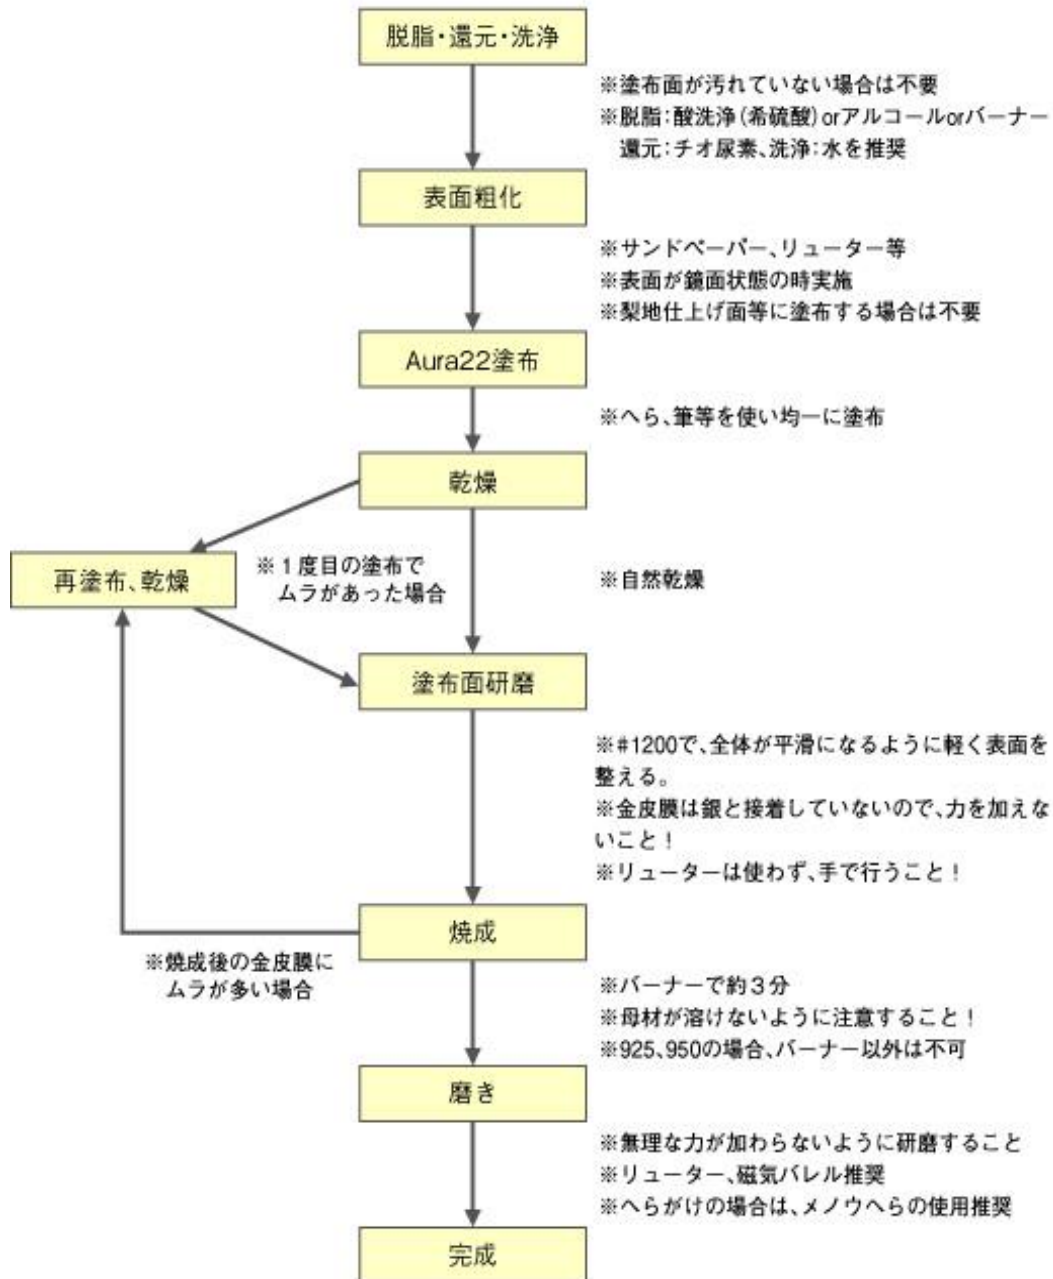 脱脂・還元・洗浄
※塗布面が汚れていない場合は不要
※脱脂：酸洗浄（希硫酸）orアルコールorバーナー
還元：チオ尿素、洗浄：水を推奨
表面粗化
※サンドペーパー、リューター等
※表面が鏡面状態の時実施
※梨地仕上げ面等に塗布する場合は不要
Aura22塗布
※へら、筆等を使い均一に塗布
乾燥
※１度目の塗布で
ムラがあった場合
再塗布、乾燥
※自然乾燥
塗布面研磨
※#1200で、全体が平滑になるように軽く表面を
整える。
※金皮膜は銀と接着していないので、力を加えな
いこと！
※リューターは使わず、手で行うこと！
焼成
※焼成後の金皮膜に
ムラが多い場合
※バーナーで約３分
※母材が溶けないように注意すること！
※925、950の場合、バーナー以外は不可
磨き
※無理な力が加わらないように研磨すること
※リューター、磁気バレル推奨
※へらがけの場合は、メノウへらの使用推奨
完成